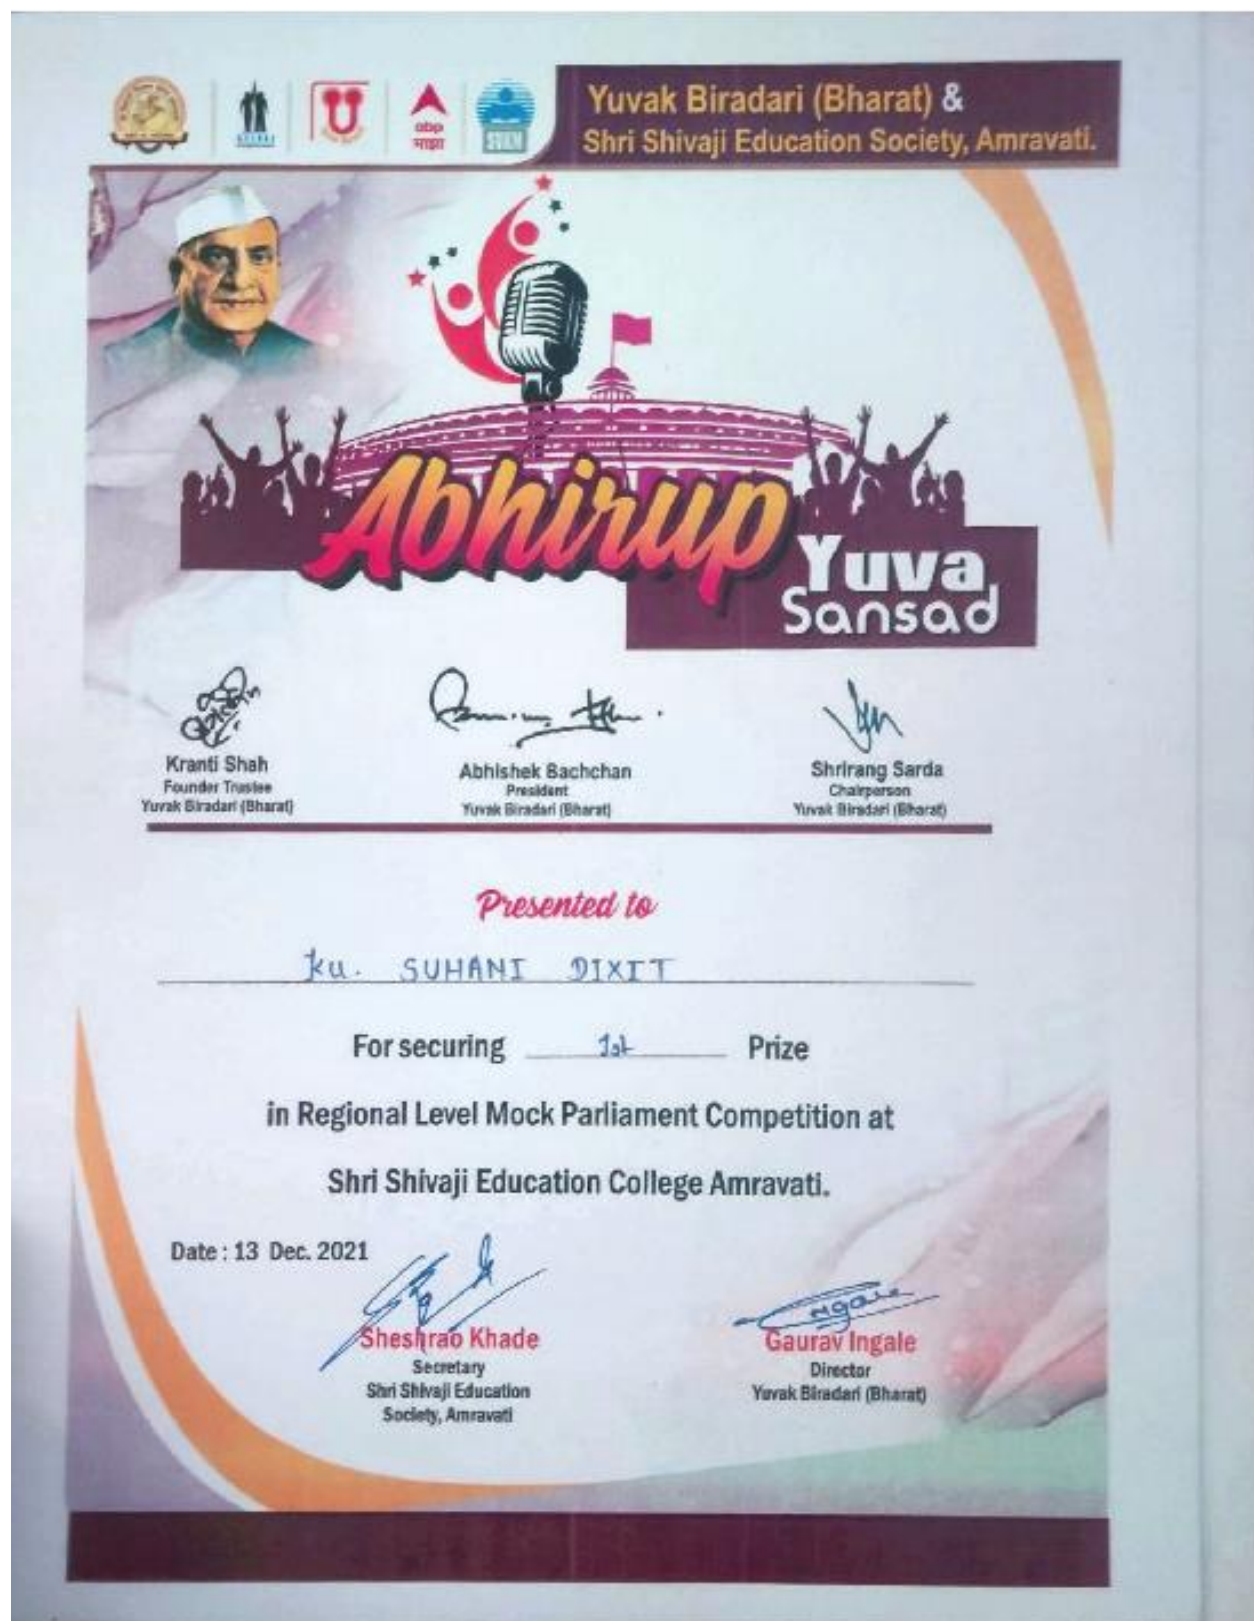 abp
माझा
SVKM
Yuvak Biradari (Bharat) &
Shri Shivaji Education Society, Amravati.
Abhirup
Yuva
Sansad
Kranti Shah
Founder Trustee
Yuvak Biradari (Bharat)
Abhishek Bachchan
President
Yuvak Biradari (Bharat)
Shrirang Sarda
Chairperson
Yuvak Biradari (Bharat)
Presented to
Ku. SUHANI DIXIT
For securing 1st Prize
in Regional Level Mock Parliament Competition at
Shri Shivaji Education College Amravati.
Date : 13 Dec. 2021
Sheshrao Khade
Secretary
Shri Shivaji Education
Society, Amravati
Gaurav Ingale
Director
Yuvak Biradari (Bharat)